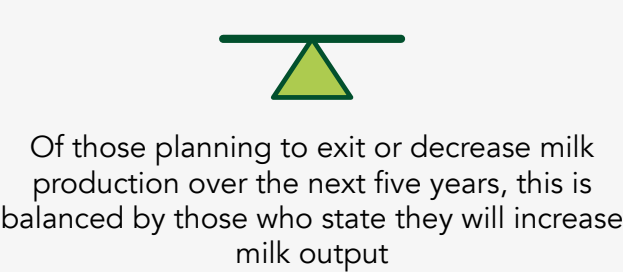 Of those planning to exit or decrease milk
production over the next five years, this is
balanced by those who state they will increase
milk output